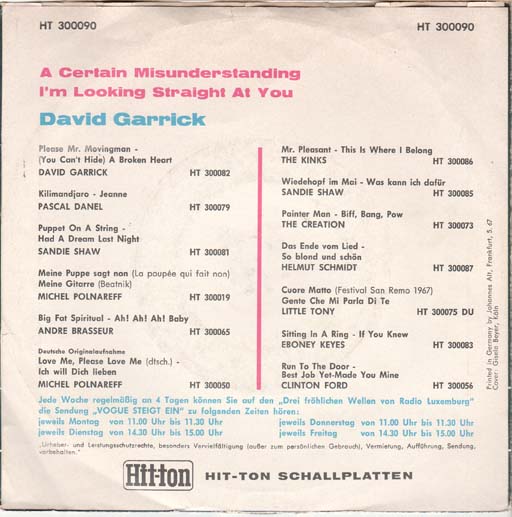 HT 300090
HT 300090
A Certain Misunderstanding
I'm Looking Straight At You
David Garrick
Please Mr. Movingman -
(You Can't Hide) A Broken Heart
DAVID GARRICK HT 300082
Kilimandjaro - Jeanne
PASCAL DANEL HT 300079
Puppet On A String -
Had A Dream Last Night
SANDIE SHAW HT 300081
Meine Puppe sagt non (La poupée qui fait non)
Meine Gitarre (Beatnik)
MICHEL POLNAREFF HT 300019
Big Fat Spiritual - Ah! Ah! Ah! Baby
ANDRE BRASSEUR HT 300065
Deutsche Originalaufnahme
Love Me, Please Love Me (dtsch.) -
Ich will Dich lieben
MICHEL POLNAREFF HT 300050
Mr. Pleasant - This Is Where I Belong
THE KINKS HT 300086
Wiedehopf im Mai - Was kann ich dafür
SANDIE SHAW HT 300085
Painter Man - Biff, Bang, Pow
THE CREATION HT 300073
Das Ende vom Lied -
So blond und schön
HELMUT SCHMIDT HT 300087
Cuore Matto (Festival San Remo 1967)
Gente Che Mi Parla Di Te
LITTLE TONY HT 300075 DU
Sitting In A Ring - If You Knew
EBONEY KEYES HT 300083
Run To The Door -
Best Job Yet-Made You Mine
CLINTON FORD HT 300056
Printed in Germany by Johannes Alt, Frankfurt, 5. 67
Cover: Gisela Beyer, Köln
Jede Woche regelmäßig an 4 Tagen können Sie auf den „Drei fröhlichen Wellen von Radio Luxemburg"
die Sendung „VOGUE STEIGT EIN" zu folgenden Zeiten hören:
jeweils Montag von 11.00 Uhr bis 11.30 Uhr jeweils Donnerstag von 11.00 Uhr bis 11.30 Uhr
jeweils Dienstag von 14.30 Uhr bis 15.00 Uhr jeweils Freitag von 14.30 Uhr bis 15.00 Uhr
„Urheber- und Leistungsschutzrechte, besonders Vervielfältigung (außer zum persönlichen Gebrauch), Vermietung, Aufführung, Sendung,
vorbehalten."
Hit-ton HIT-TON SCHALLPLATTEN